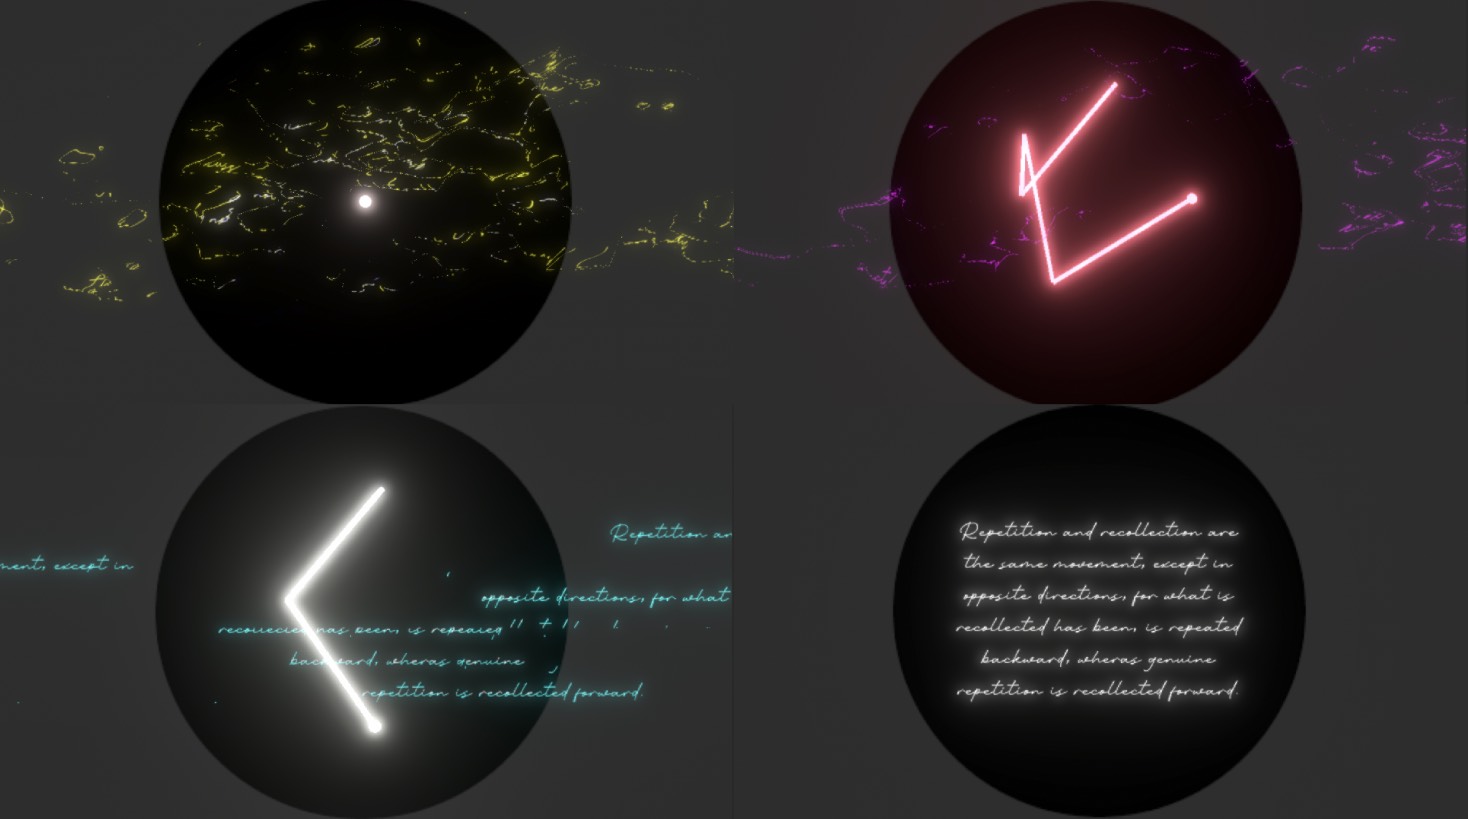 ment, except in
Repetition an
opposite directions, for what
backward, wheras genuine
repetition is recollected forward.
Repetition and recollection are
the same movement, except in
opposite directions, for what is
recollected has been, is repeated
backward, wheras genuine
repetition is recollected forward.